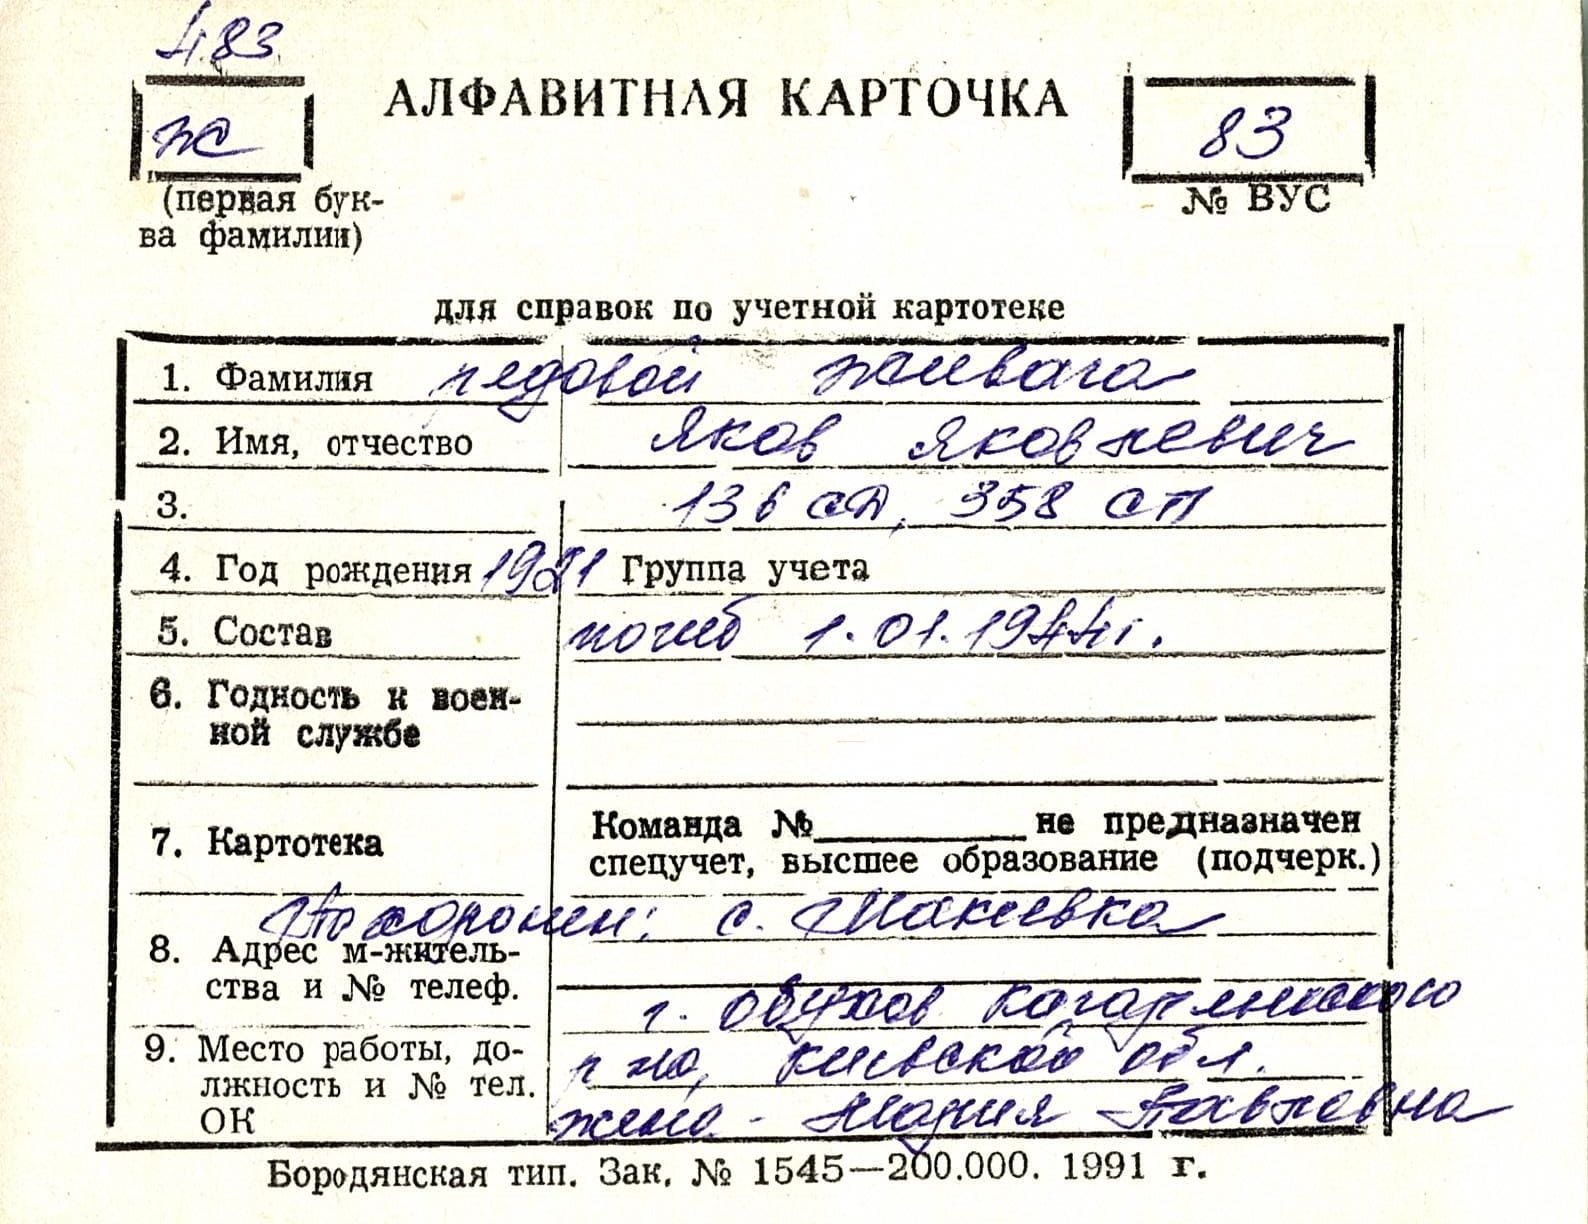 483
АЛФАВИТНАЯ КАРТОЧКА
Ж
83
(первая бук-
ва фамилии)
№ ВУС
для справок по учетной картотеке
1. Фамилия рядовой Живага
2. Имя, отчество Яков Яковлевич
3. 136 сд, 358 сп
4. Год рождения 1921 Группа учета
5. Состав погиб 1.01.1944г.
6. Годность к воен-
ной службе
7. Картотека
Команда № не предназначен
спецучет, высшее образование (подчерк.)
Похоронен: с. Макеевка
8. Адрес м-житель-
ства и № телеф.
г. Обухов Кагарлыкского
9. Место работы, до-
лжность и № тел.
ОК
р-на, Киевской обл.
жена - Мария Павловна
Бородянская тип. Зак. № 1545—200.000. 1991 г.